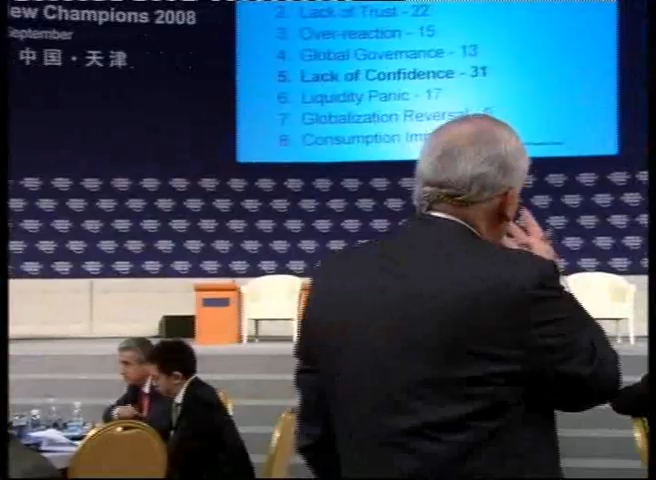 ew Champions 2008
eptember
中国 • 天津
2. Lack of Trust - 22
3. Over-reaction - 15
4. Global Governance - 13
5. Lack of Confidence - 31
6. Liquidity Panic - 17
7. Globalization Reversal
8. Consumption